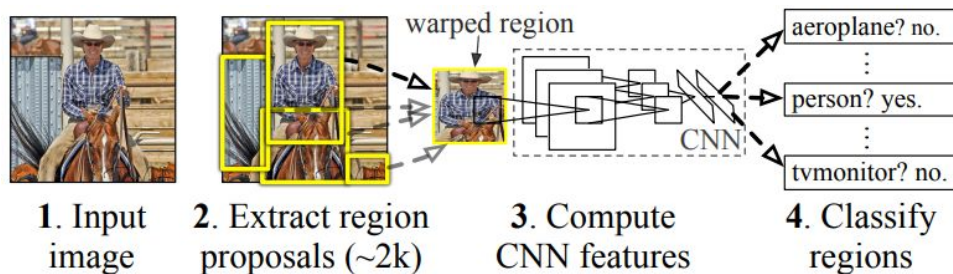 warped region
aeroplane? no.
⋮
person? yes.
CNN
⋮
tvmonitor? no.
1. Input
image
2. Extract region
proposals (~2k)
3. Compute
CNN features
4. Classify
regions